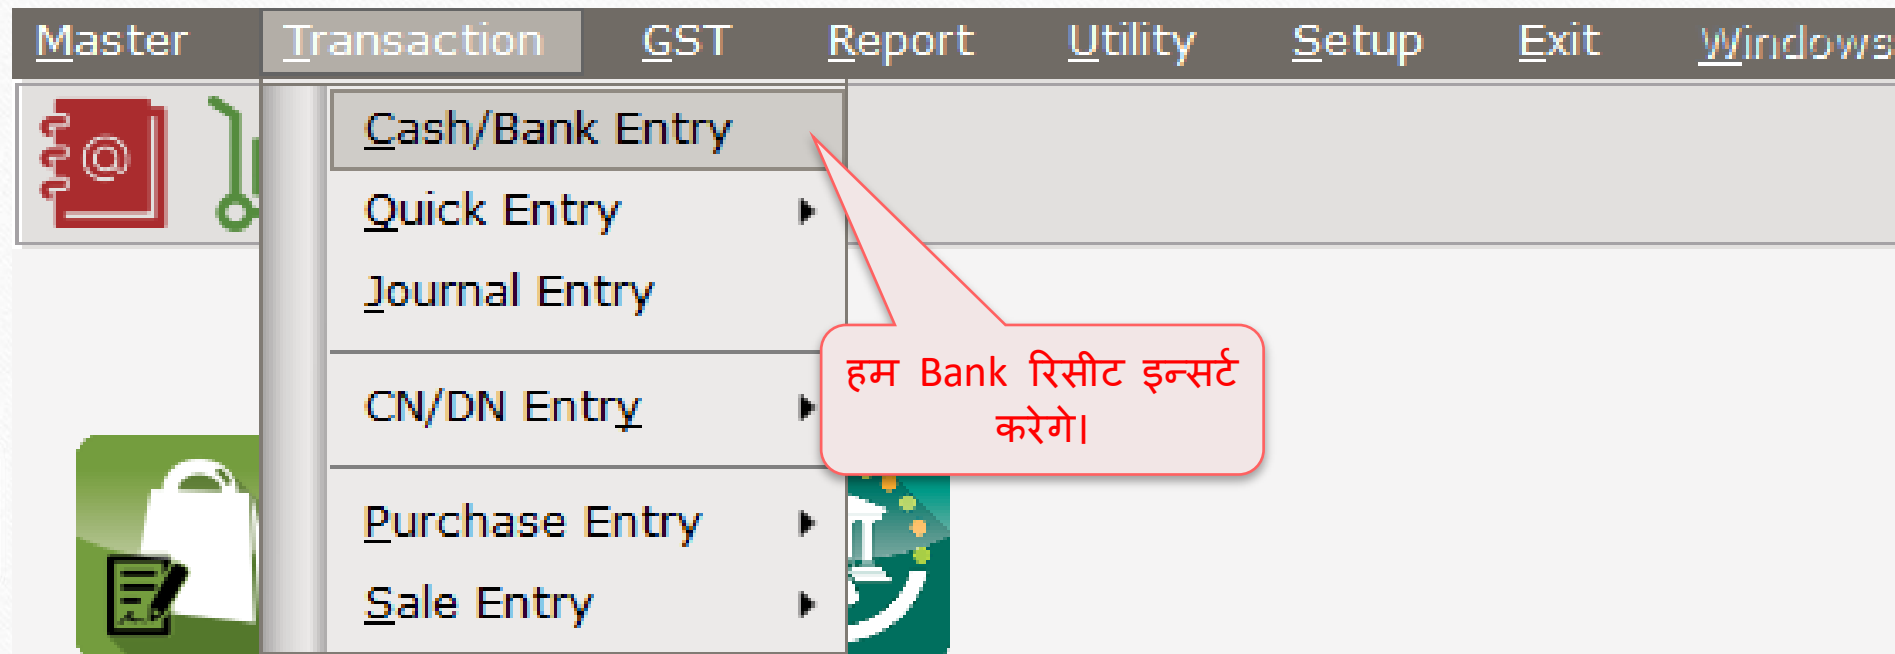 Master Transaction GST Report Utility Setup Exit Windows
Cash/Bank Entry
Quick Entry
Journal Entry
हम Bank रिसीट इन्सर्ट
करेगे।
CN/DN Entry
Purchase Entry
Sale Entry